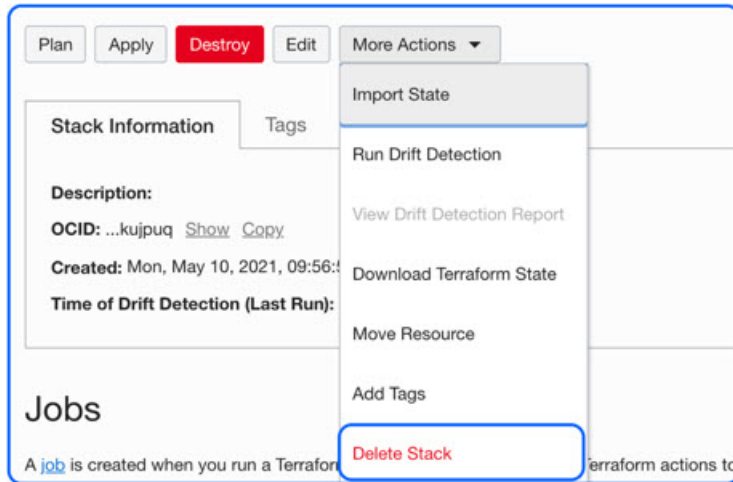 Plan Apply Destroy Edit More Actions
Import State
Stack Information Tags
Run Drift Detection
Description:
View Drift Detection Report
OCID: ...kujpuq Show Copy
Created: Mon, May 10, 2021, 09:56:
Download Terraform State
Time of Drift Detection (Last Run):
Move Resource
Add Tags
Jobs
Delete Stack
A job is created when you run a Terrafor erraform actions to